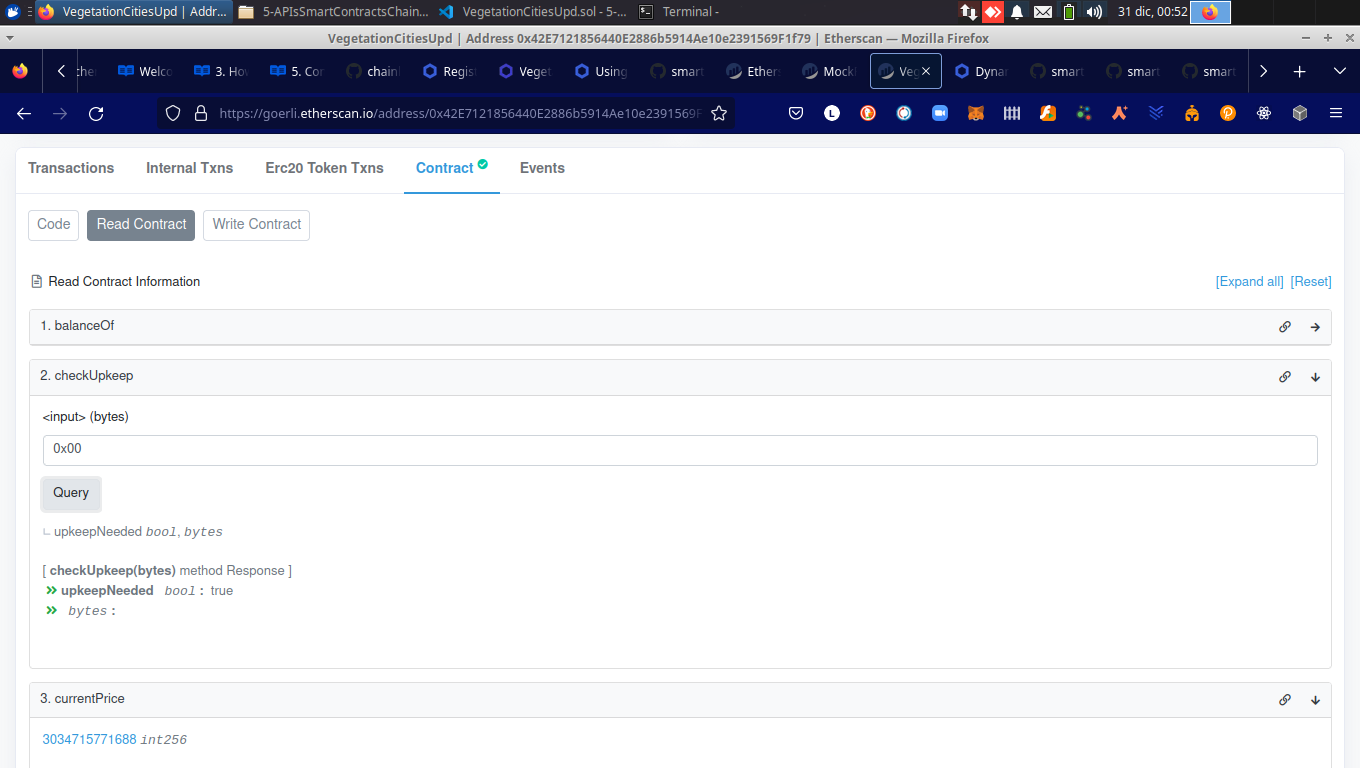 VegetationCitiesUpd | Addr... 5-APIsSmartContractsChain... VegetationCitiesUpd.sol - 5-... Terminal - 31 dic, 00:52
VegetationCitiesUpd | Address 0x42E7121856440E2886b5914Ae10e2391569F1f79 | Etherscan — Mozilla Firefox
Welco 3. Ho 5. Cor chain Regist Veget Using smart Ethers Mock Veg Dyna smart smart smart
https://goerli.etherscan.io/address/0x42E7121856440E2886b5914Ae10e2391569F
Transactions Internal Txns Erc20 Token Txns Contract Events
Code Read Contract Write Contract
Read Contract Information [Expand all] [Reset]
1. balanceOf
2. checkUpkeep
<input> (bytes)
0x00
Query
upkeepNeeded bool, bytes
[ checkUpkeep(bytes) method Response ]
upkeepNeeded bool : true
bytes :
3. currentPrice
3034715771688 int256